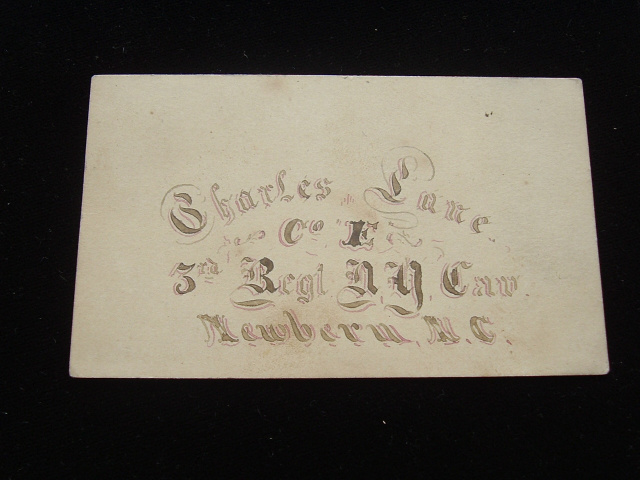 Charles Lane
Co E
3rd Regt N.Y. Cav.
Newbern, N.C.